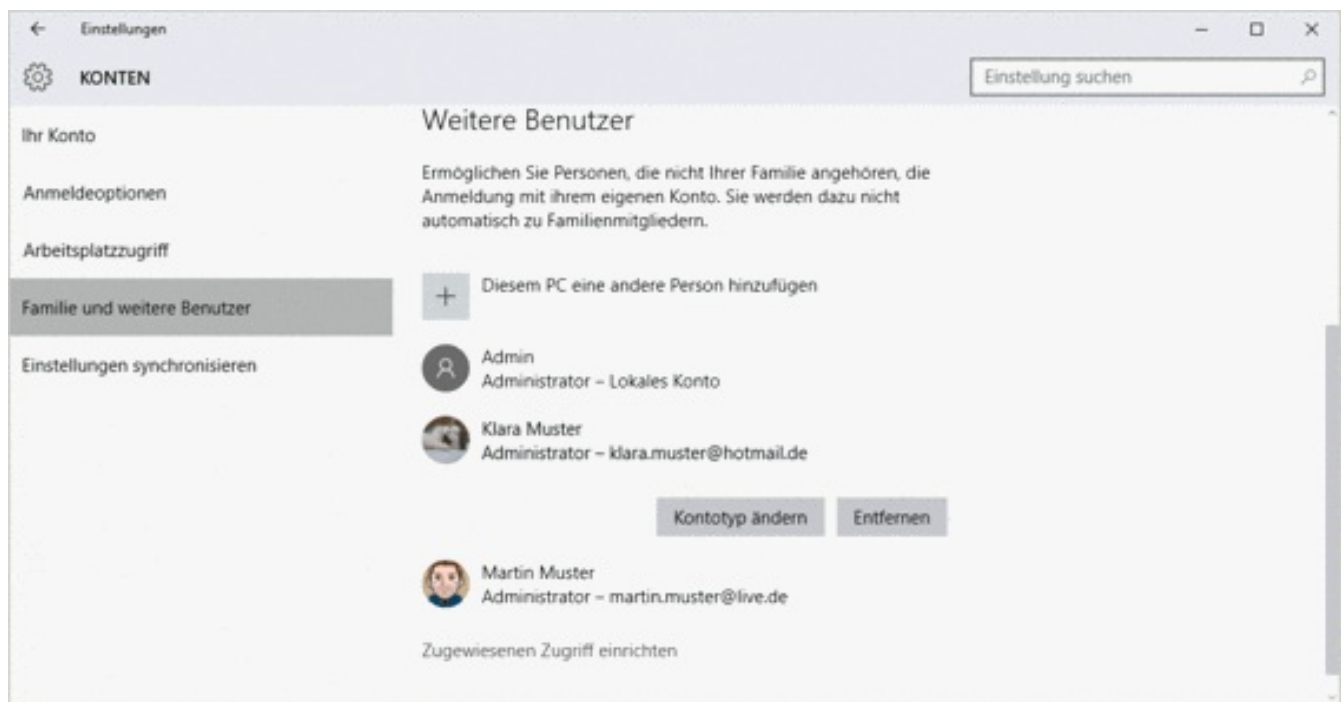 Einstellungen
KONTEN
Einstellung suchen
Ihr Konto
Anmeldeoptionen
Arbeitsplatzzugriff
Familie und weitere Benutzer
Einstellungen synchronisieren
Weitere Benutzer
Ermöglichen Sie Personen, die nicht Ihrer Familie angehören, die
Anmeldung mit ihrem eigenen Konto. Sie werden dazu nicht
automatisch zu Familienmitgliedern.
Diesem PC eine andere Person hinzufügen
Admin
Administrator – Lokales Konto
Klara Muster
Administrator – klara.muster@hotmail.de
Kontotyp ändern Entfernen
Martin Muster
Administrator – martin.muster@live.de
Zugewiesenen Zugriff einrichten